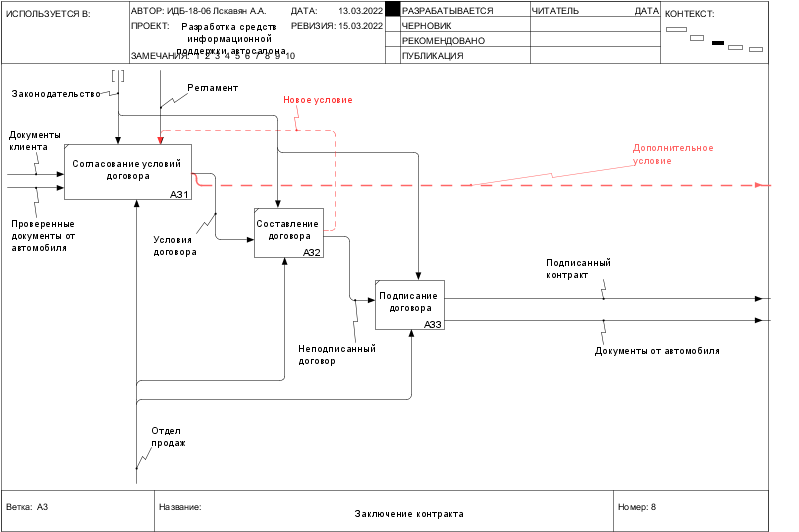 ИСПОЛЬЗУЕТСЯ В:
АВТОР: ИДБ-18-06 Лскавян А.А.
ДАТА: 13.03.2022
РАЗРАБАТЫВАЕТСЯ
ЧИТАТЕЛЬ
ДАТА
КОНТЕКСТ:
ПРОЕКТ:
Разработка средств
информационной
поддержки автосалона
РЕВИЗИЯ: 15.03.2022
ЧЕРНОВИК
РЕКОМЕНДОВАНО
ЗАМЕЧАНИЯ: 1 2 3 4 5 6 7 8 9 10
ПУБЛИКАЦИЯ
Законодательство
Регламент
Новое условие
Документы
клиента
Дополнительное
условие
Согласование условий
договора
А31
Проверенные
документы от
автомобиля
Условия
договора
Составление
договора
А32
Подписанный
контракт
Подписание
договора
А33
Неподписанный
договор
Документы от автомобиля
Отдел
продаж
Ветка: А3
Название:
Заключение контракта
Номер: 8